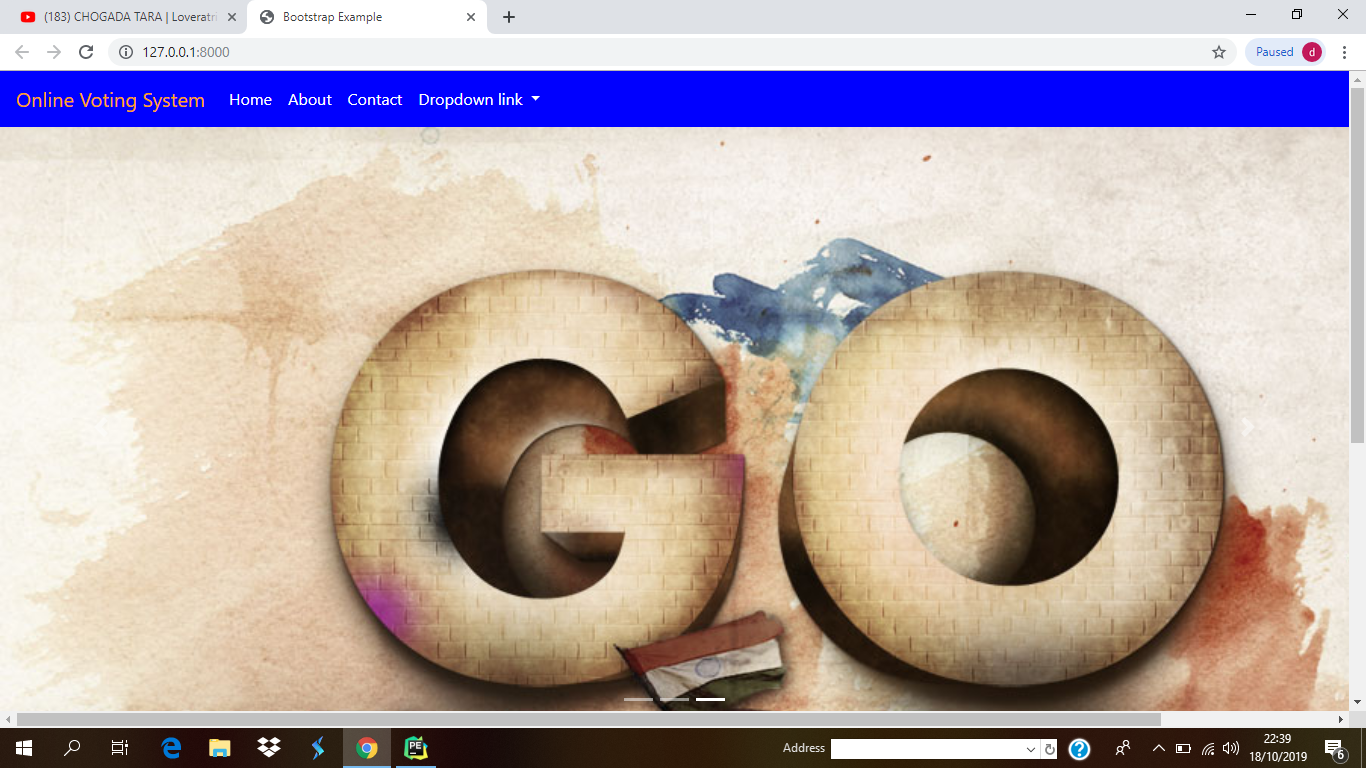 (183) CHOGADA TARA | Loveratri
Bootstrap Example
127.0.0.1:8000
Paused
d
Online Voting System
Home
About
Contact
Dropdown link
GO
Address
22:39
18/10/2019
6